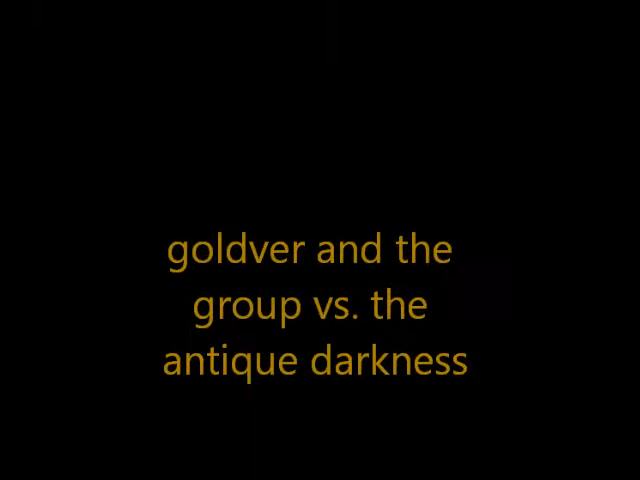 goldver and the
group vs. the
antique darkness